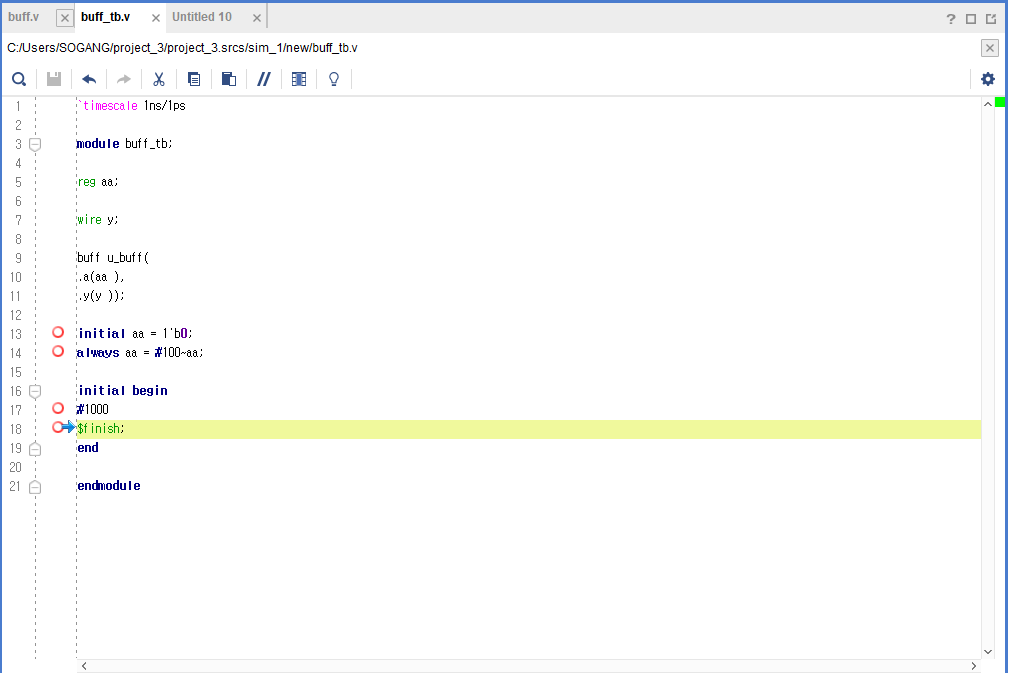 buff.v
buff_tb.v
Untitled 10
?
C:/Users/SOGANG/project_3/project_3.srcs/sim_1/new/buff_tb.v
//
1 `timescale 1ns/1ps
2
3 module buff_tb;
4
5 reg aa;
6
7 wire y;
8
9 buff u_buff(
10 .a(aa ),
11 .y(y ));
12
13 initial aa = 1'b0;
14 always aa = #100~aa;
15
16 initial begin
17 #1000
18 $finish;
19 end
20
21 endmodule